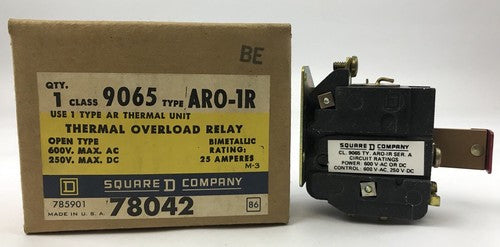 BE
QTY.
1 CLASS 9065 TYPE ARO-1R
USE 1 TYPE AR THERMAL UNIT
THERMAL OVERLOAD RELAY
OPEN TYPE BIMETALLIC
600V. MAX. AC RATING:
250V. MAX. DC 25 AMPERES
M-3
D SQUARE D COMPANY
785901 78042 86
MADE IN U. S. A.
SQUARE D COMPANY
CL. 9065 TY. ARO-1R SER. A
CIRCUIT RATINGS
POWER: 600 V-AC OR DC
CONTROL: 600 V-AC, 250 V-DC